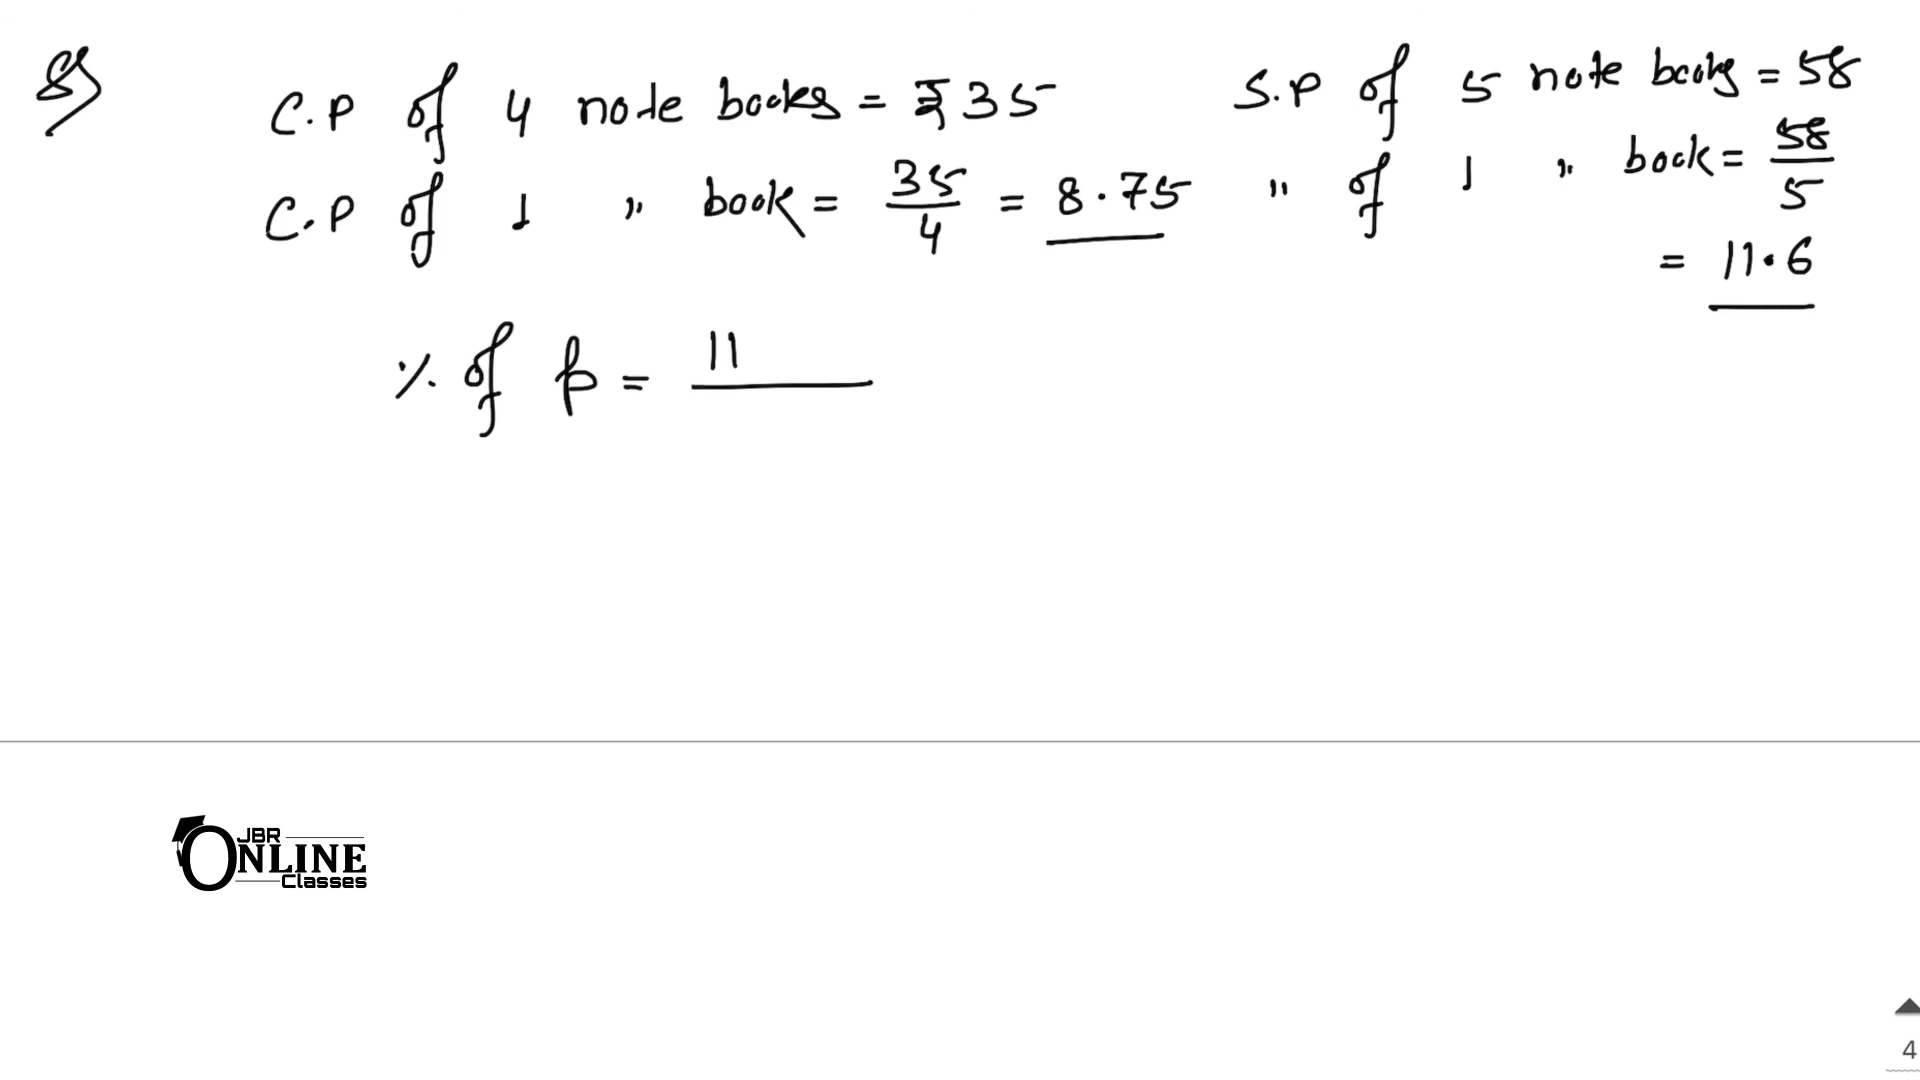 8)
C.P of 4 note books = ₹ 35
C.P of 1 " book = 35/4 = 8.75
S.P of 5 note books = 58
" of 1 " book = 58/5
= 11.6
% of p = 11
JBR
ONLINE
Classes
4